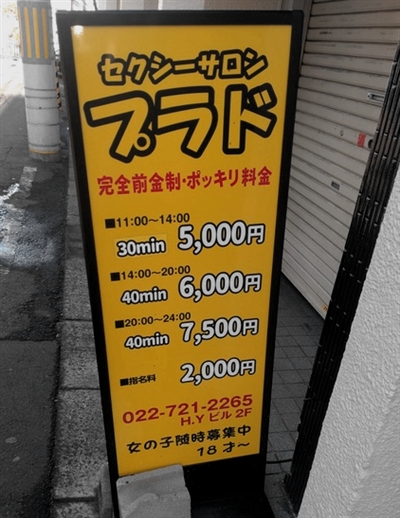 セクシーサロン
プラド
完全前金制・ポッキリ料金
■11:00〜14:00
30min 5,000円
■14:00〜20:00
40min 6,000円
■20:00〜24:00
40min 7,500円
■指名料 2,000円
022-721-2265
H.Yビル2F
女の子随時募集中
18才〜